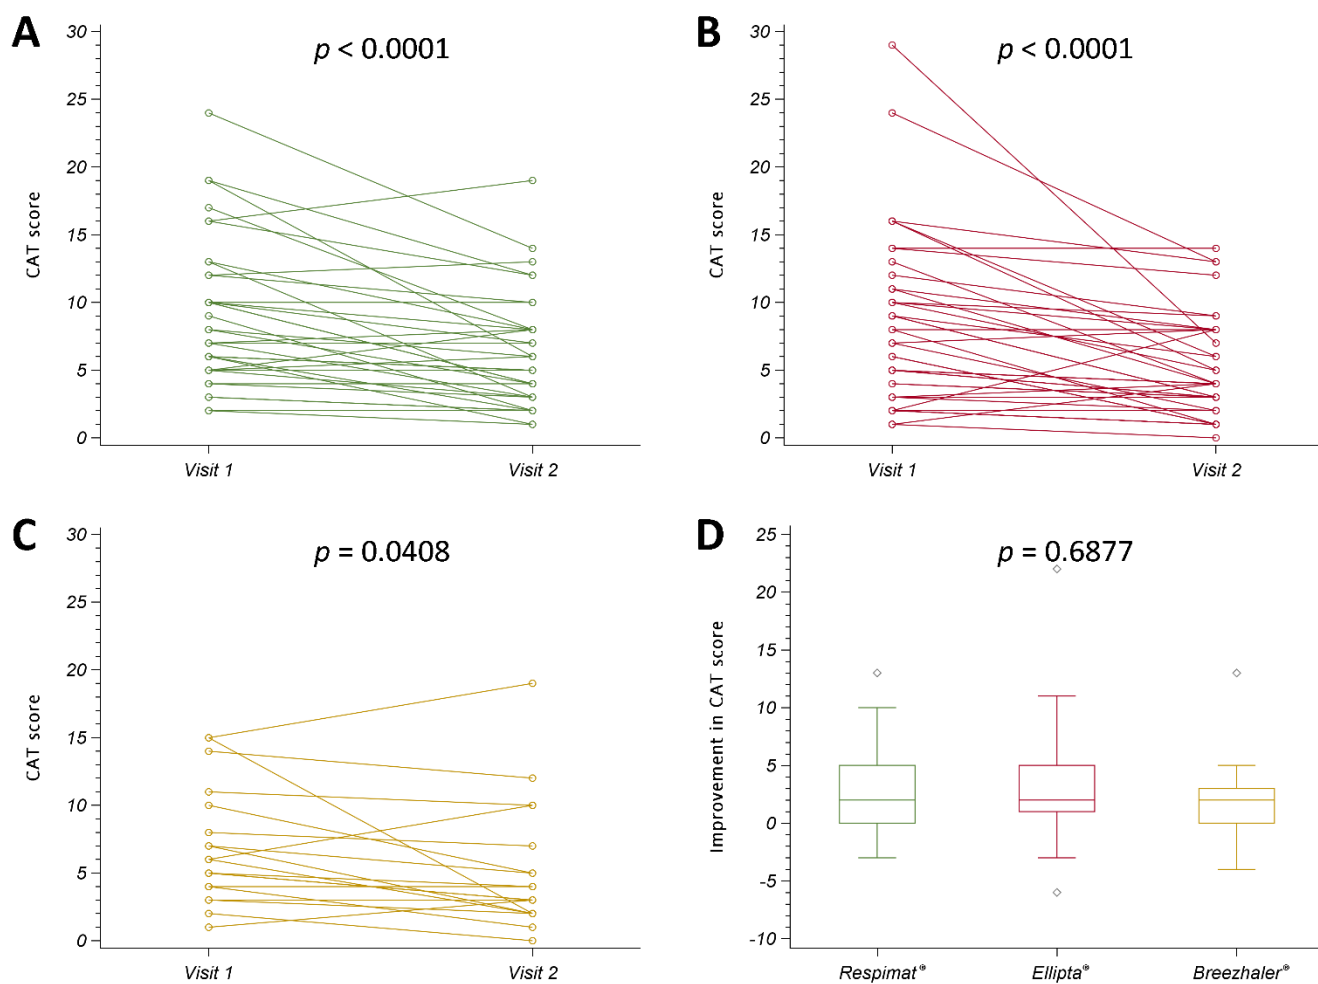 A
p < 0.0001
30
25
20
15
10
5
0
CAT score
Visit 1
Visit 2
B
p < 0.0001
30
25
20
15
10
5
0
CAT score
Visit 1
Visit 2
C
p = 0.0408
30
25
20
15
10
5
0
CAT score
Visit 1
Visit 2
D
p = 0.6877
25
20
15
10
5
0
-5
-10
Improvement in CAT score
Respimat®
Ellipta®
Breezhaler®